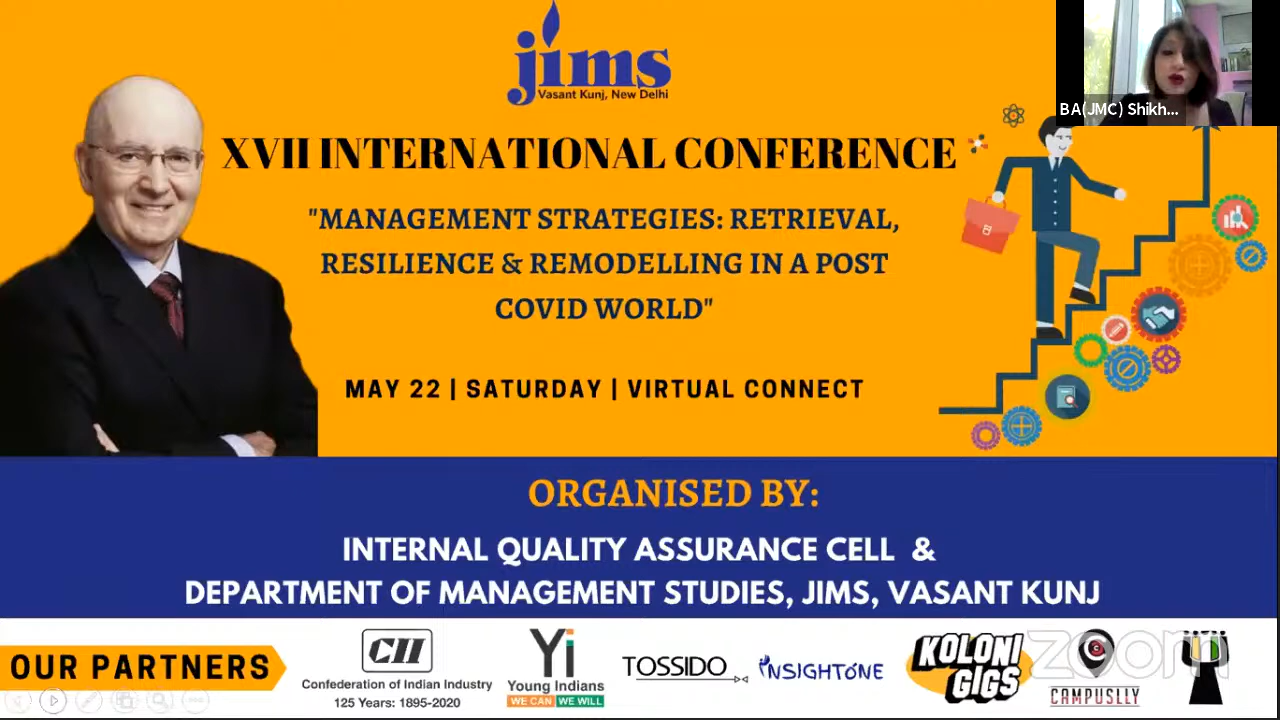 jims
Vasant Kunj, New Delhi
BA(JMC) Shikh...
XVII INTERNATIONAL CONFERENCE
"MANAGEMENT STRATEGIES: RETRIEVAL,
RESILIENCE & REMODELLING IN A POST
COVID WORLD"
MAY 22 | SATURDAY | VIRTUAL CONNECT
ORGANISED BY:
INTERNAL QUALITY ASSURANCE CELL &
DEPARTMENT OF MANAGEMENT STUDIES, JIMS, VASANT KUNJ
OUR PARTNERS
CII
Confederation of Indian Industry
125 Years: 1895-2020
Yi
Young Indians
WE CAN WE WILL
TOSSIDO
INSIGHTONE
KOLONI
GIGS
CAMPUSLLY
zoom